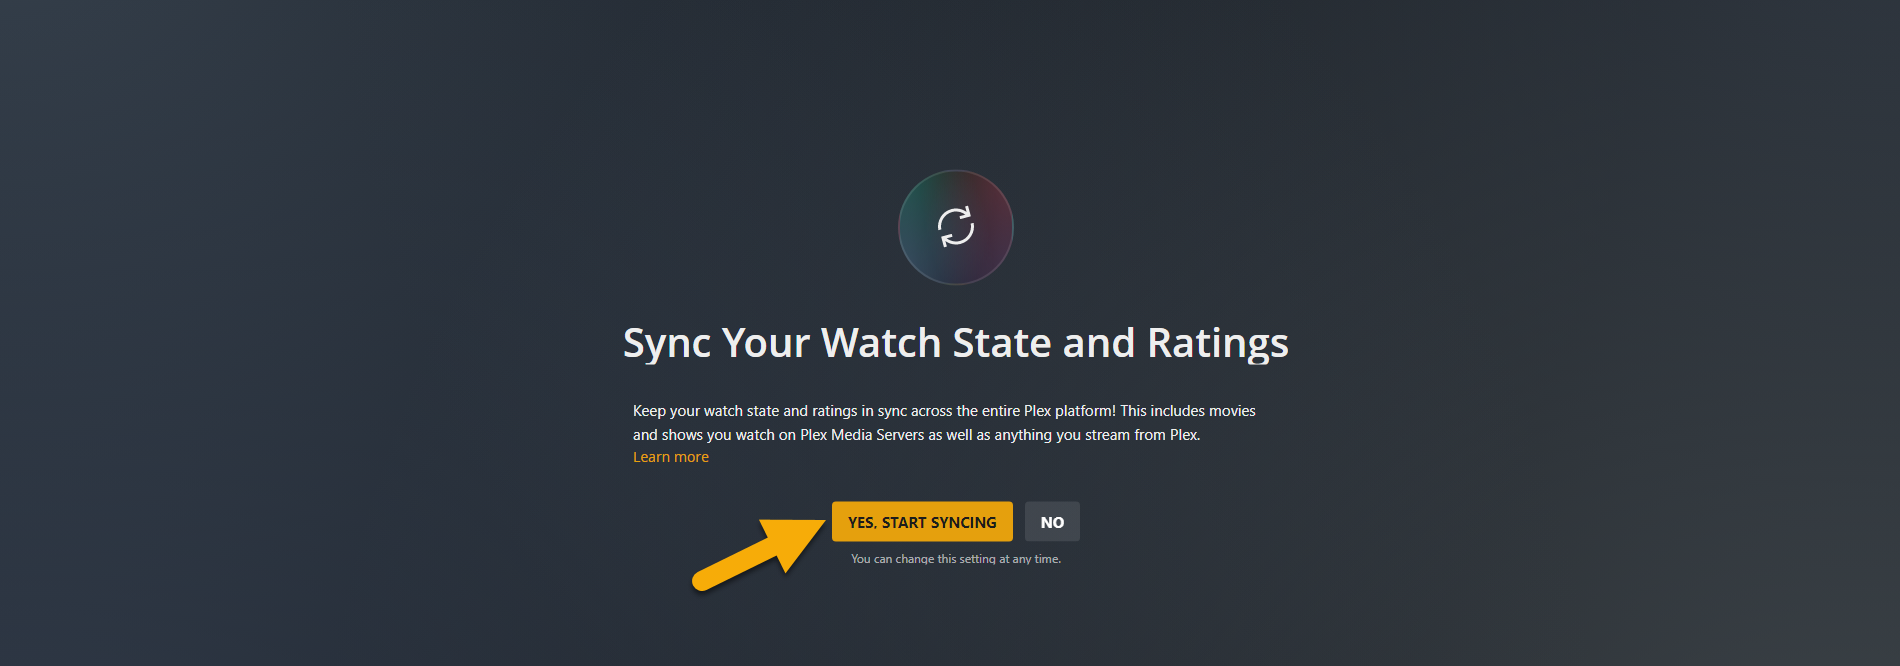 Sync Your Watch State and Ratings
Keep your watch state and ratings in sync across the entire Plex platform! This includes movies
and shows you watch on Plex Media Servers as well as anything you stream from Plex.
Learn more
YES, START SYNCING NO
You can change this setting at any time.